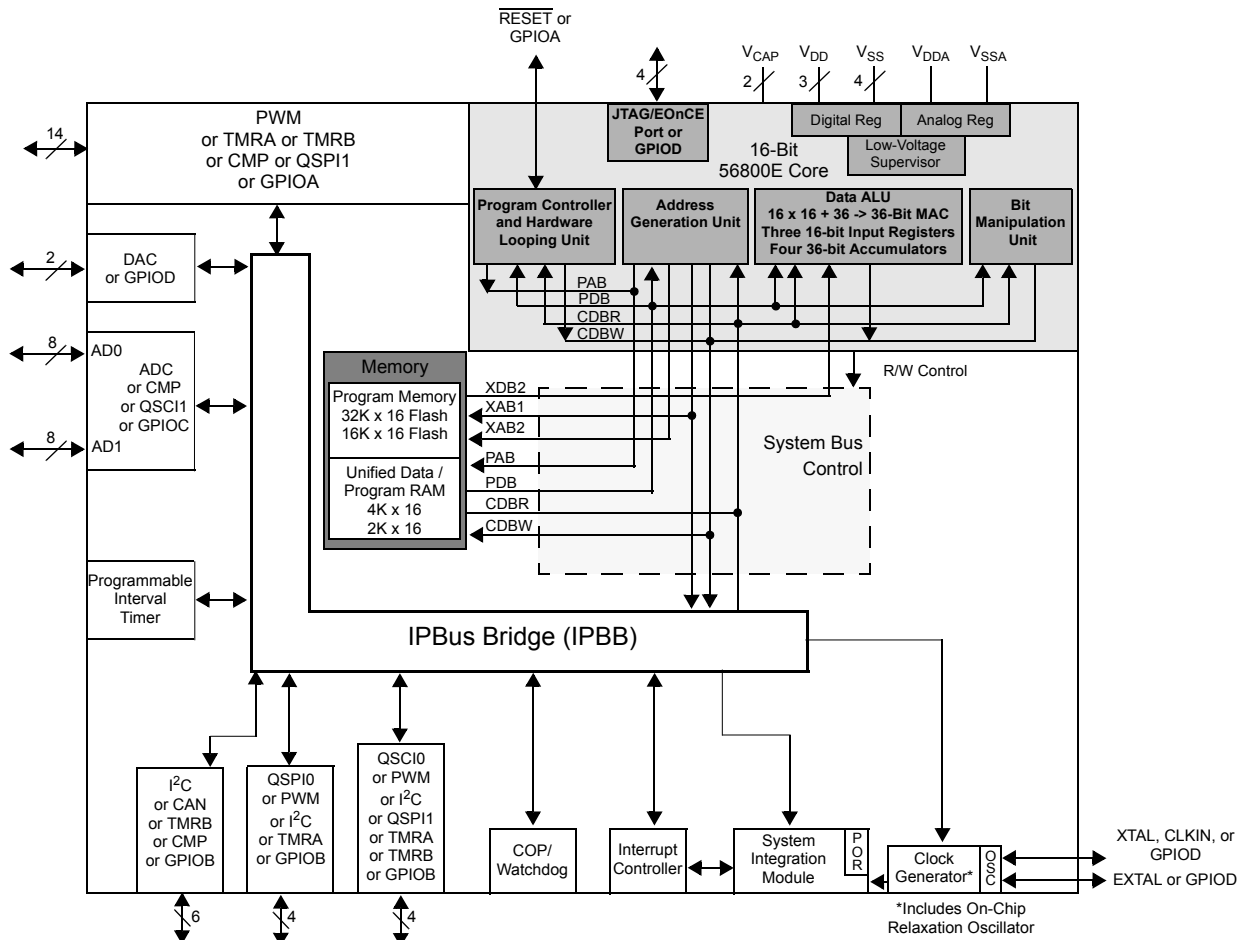 RESET or
GPIOA
4
V_CAP
V_DD
V_SS
V_DDA
V_SSA
2
3
4
14
PWM
or TMRA or TMRB
or CMP or QSPI1
or GPIOA
JTAG/EOnCE
Port or
GPIOD
16-Bit
56800E Core
Digital Reg
Analog Reg
Low-Voltage
Supervisor
Program Controller
and Hardware
Looping Unit
Address
Generation Unit
Data ALU
16 x 16 + 36 -> 36-Bit MAC
Three 16-bit Input Registers
Four 36-bit Accumulators
Bit
Manipulation
Unit
2
DAC
or GPIOD
PAB
PDB
CDBR
CDBW
8
AD0
ADC
or CMP
or QSCI1
or GPIOC
8
AD1
Memory
Program Memory
32K x 16 Flash
16K x 16 Flash
Unified Data /
Program RAM
4K x 16
2K x 16
XDB2
XAB1
XAB2
PAB
PDB
CDBR
CDBW
R/W Control
System Bus
Control
Programmable
Interval
Timer
IPBus Bridge (IPBB)
I²C
or CAN
or TMRB
or CMP
or GPIOB
6
QSPI0
or PWM
or I²C
or TMRA
or GPIOB
4
QSCI0
or PWM
or I²C
or QSPI1
or TMRA
or TMRB
or GPIOB
4
COP/
Watchdog
Interrupt
Controller
System
Integration
Module
POR
Clock
Generator*
OSC
XTAL, CLKIN, or
GPIOD
EXTAL or GPIOD
*Includes On-Chip
Relaxation Oscillator